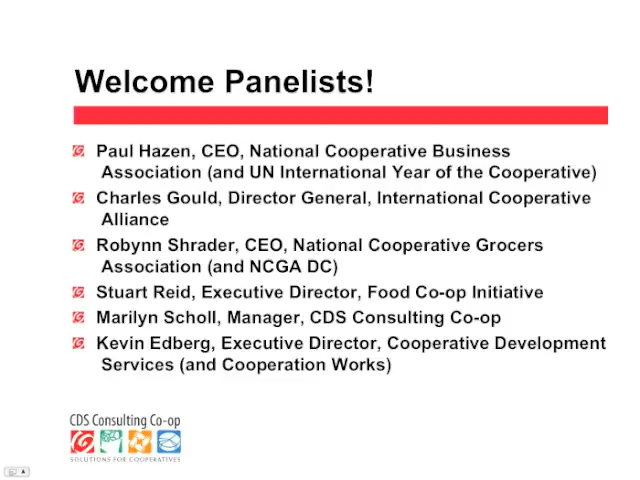 Welcome Panelists!
Paul Hazen, CEO, National Cooperative Business
Association (and UN International Year of the Cooperative)
Charles Gould, Director General, International Cooperative
Alliance
Robynn Shrader, CEO, National Cooperative Grocers
Association (and NCGA DC)
Stuart Reid, Executive Director, Food Co-op Initiative
Marilyn Scholl, Manager, CDS Consulting Co-op
Kevin Edberg, Executive Director, Cooperative Development
Services (and Cooperation Works)
CDS Consulting Co-op
SOLUTIONS FOR COOPERATIVES